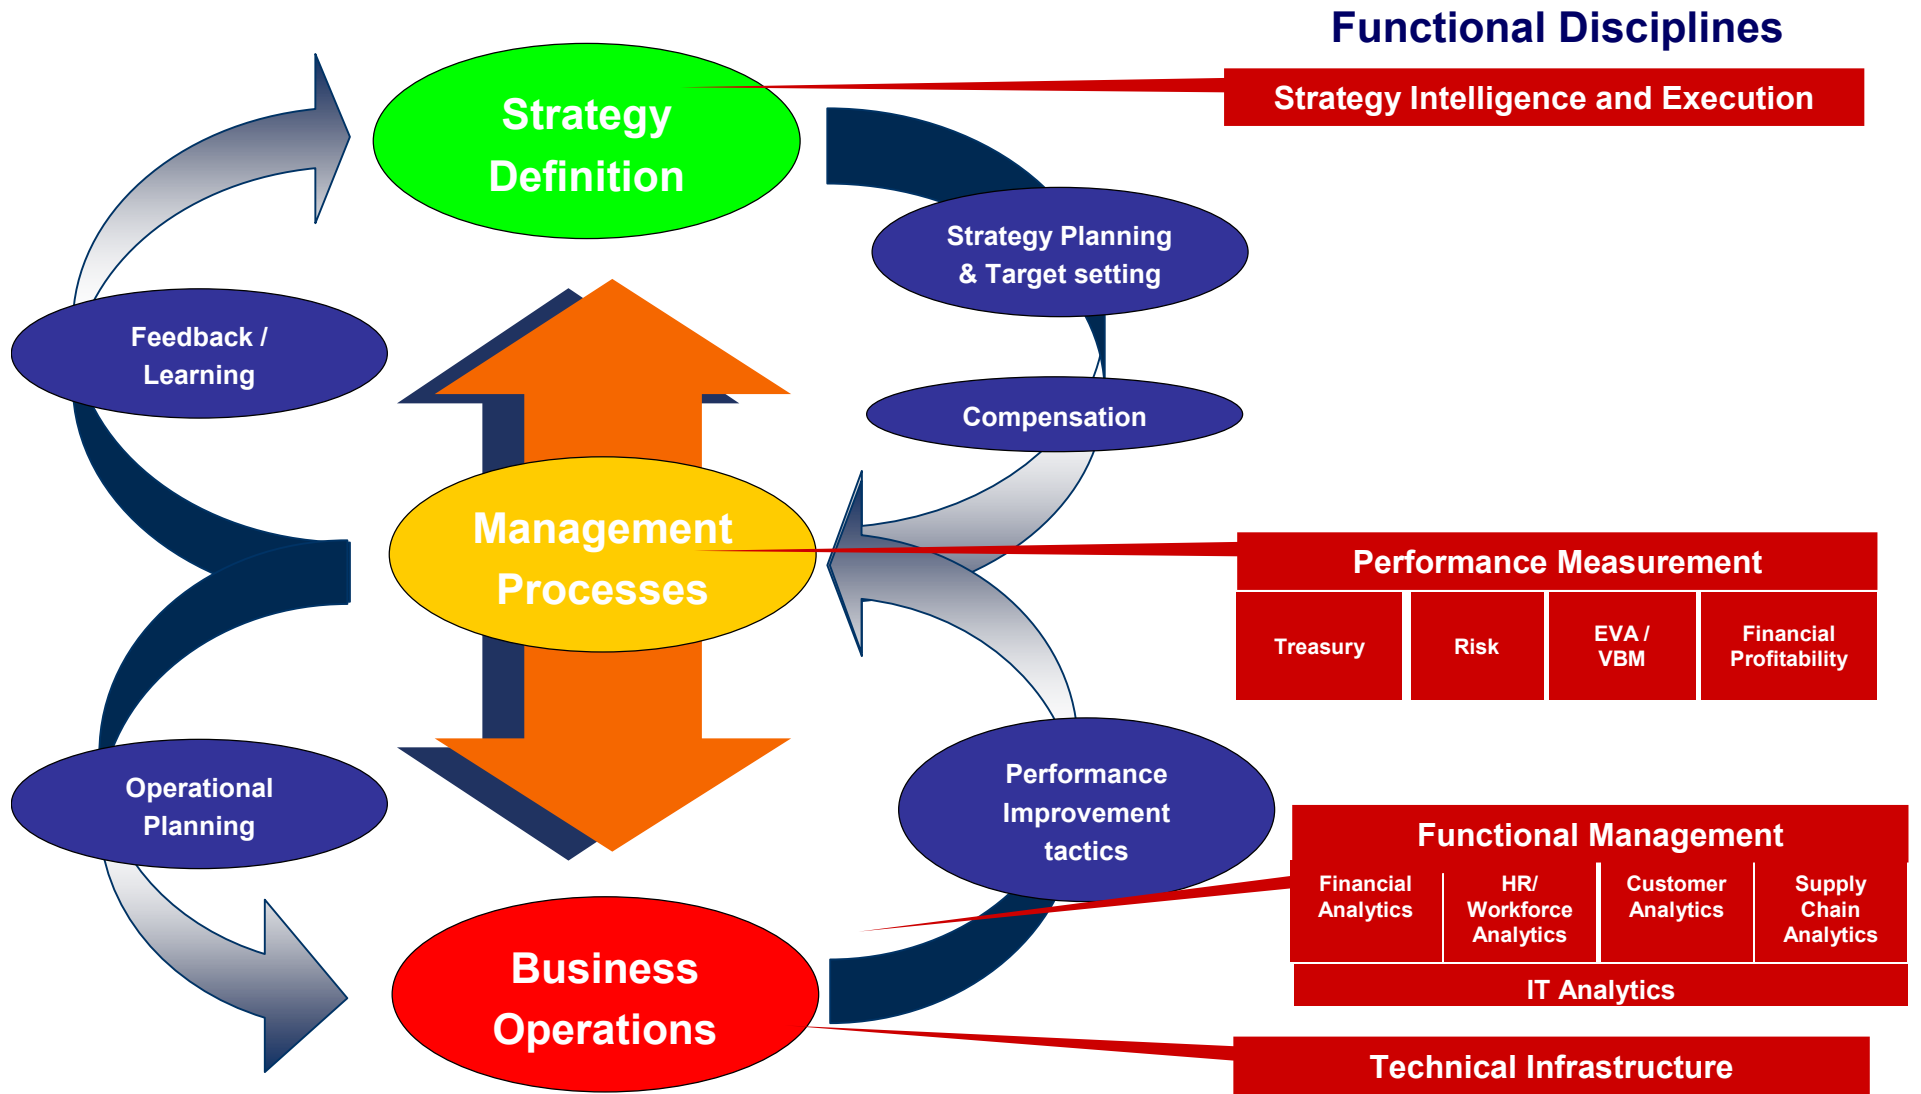 Functional Disciplines
Strategy Intelligence and Execution
Strategy
Definition
Strategy Planning
& Target setting
Feedback /
Learning
Compensation
Management
Processes
Performance Measurement
Treasury
Risk
EVA /
VBM
Financial
Profitability
Operational
Planning
Performance
Improvement
tactics
Functional Management
Financial
Analytics
HR/
Workforce
Analytics
Customer
Analytics
Supply
Chain
Analytics
IT Analytics
Business
Operations
Technical Infrastructure